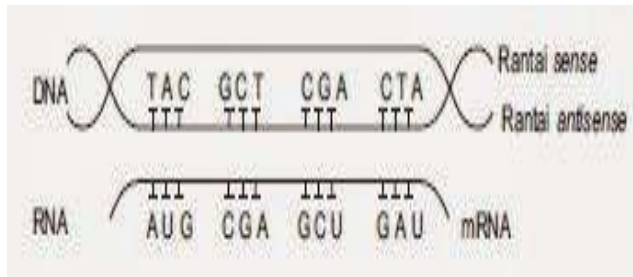 Rantai sense
DNA TAC GCT CGA CTA
Rantai antisense
RNA AUG CGA GCU GAU mRNA